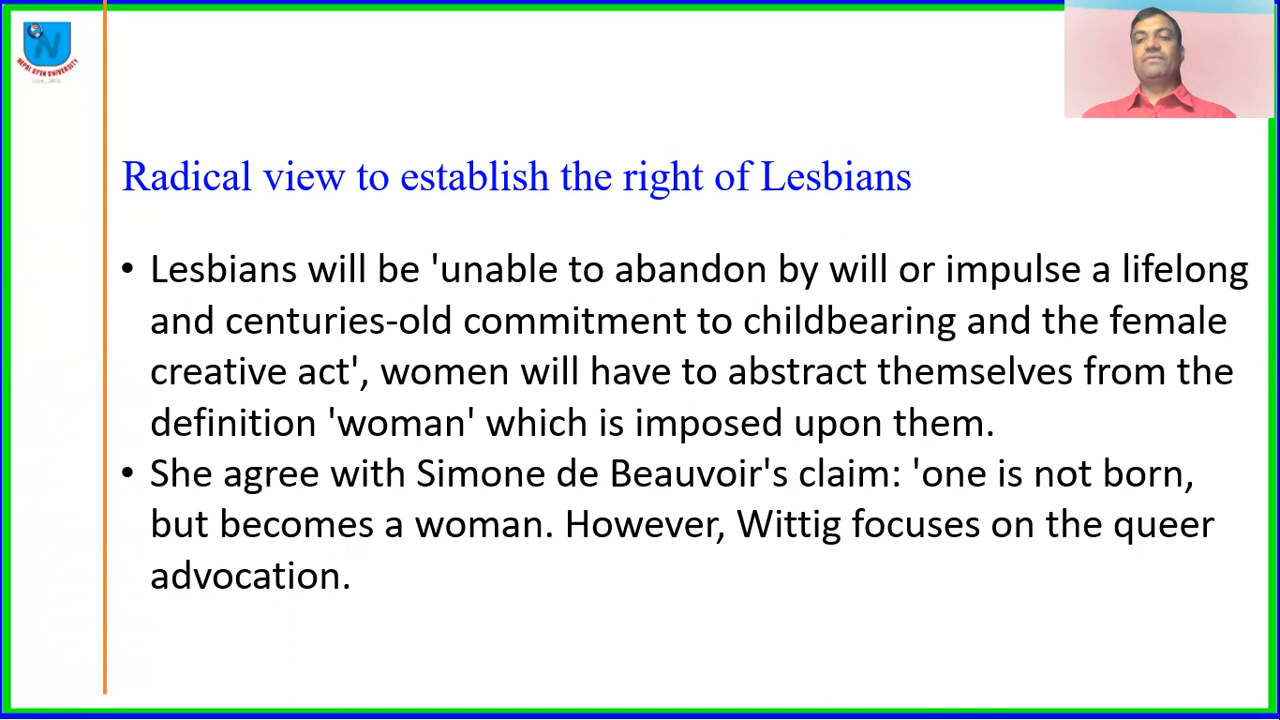 N
NEPAL OPEN UNIVERSITY
Radical view to establish the right of Lesbians
• Lesbians will be 'unable to abandon by will or impulse a lifelong
and centuries-old commitment to childbearing and the female
creative act', women will have to abstract themselves from the
definition 'woman' which is imposed upon them.
• She agree with Simone de Beauvoir's claim: 'one is not born,
but becomes a woman. However, Wittig focuses on the queer
advocation.